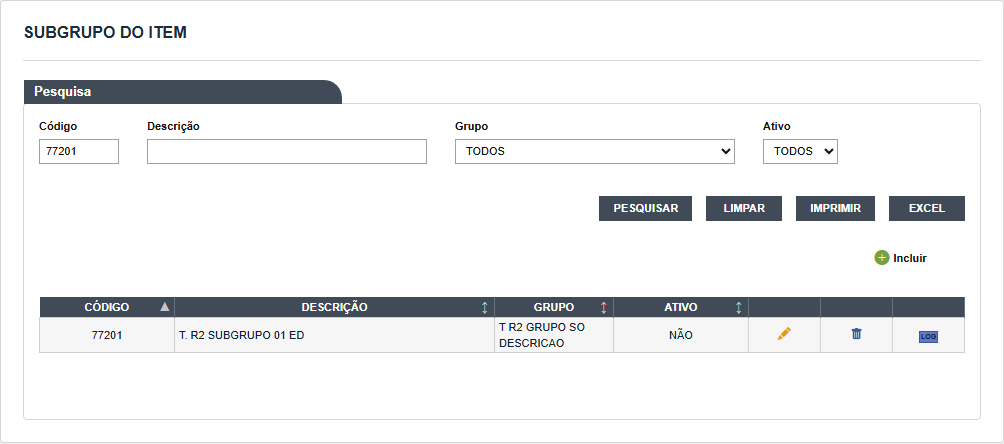 SUBGRUPO DO ITEM
Pesquisa
Código Descrição Grupo Ativo
77201 TODOS TODOS
PESQUISAR LIMPAR IMPRIMIR EXCEL
Incluir
CÓDIGO DESCRIÇÃO GRUPO ATIVO
77201 T. R2 SUBGRUPO 01 ED T R2 GRUPO SO NÃO LOG
DESCRICAO